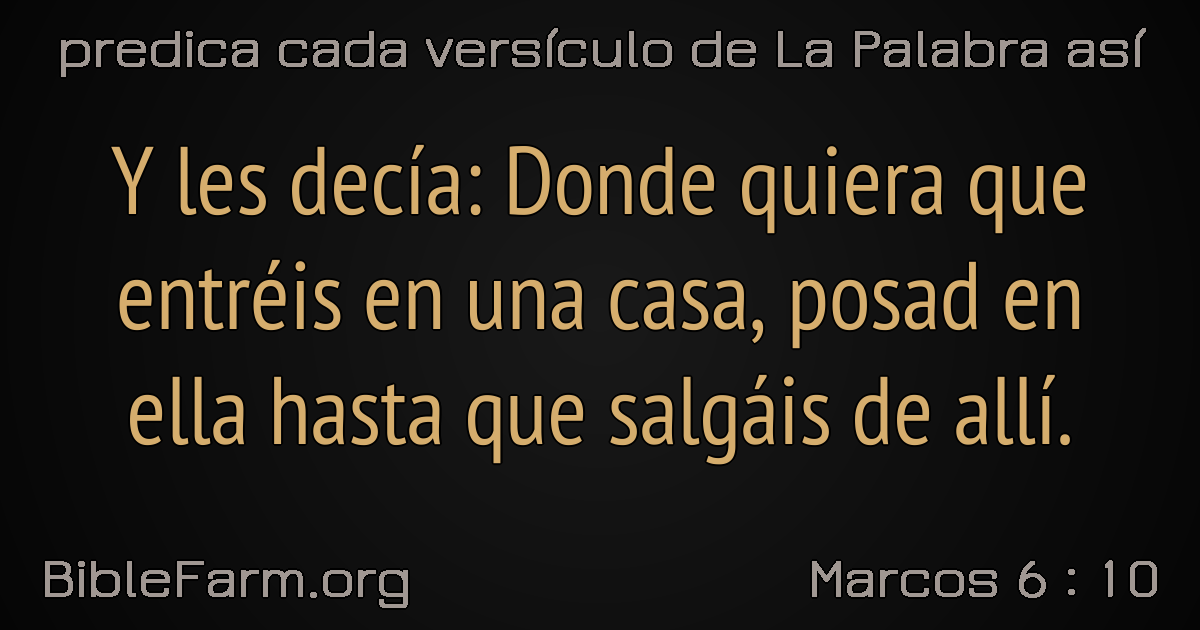 predica cada versículo de La Palabra así
Y les decía: Donde quiera que
entréis en una casa, posad en
ella hasta que salgáis de allí.
BibleFarm.org
Marcos 6 : 10